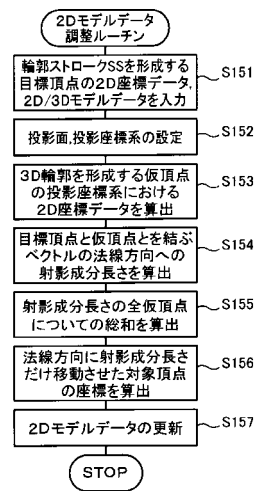 2Dモデルデータ
調整ルーチン
輪郭ストロークSSを形成する
目標頂点の2D座標データ,
2D/3Dモデルデータを入力
S151
投影面,投影座標系の設定
S152
3D輪郭を形成する仮頂点
の投影座標系における
2D座標データを算出
S153
目標頂点と仮頂点とを結ぶ
ベクトルの法線方向への
射影成分長さを算出
S154
射影成分長さの全仮頂点
についての総和を算出
S155
法線方向に射影成分長さ
だけ移動させた対象頂点
の座標を算出
S156
2Dモデルデータの更新
S157
STOP